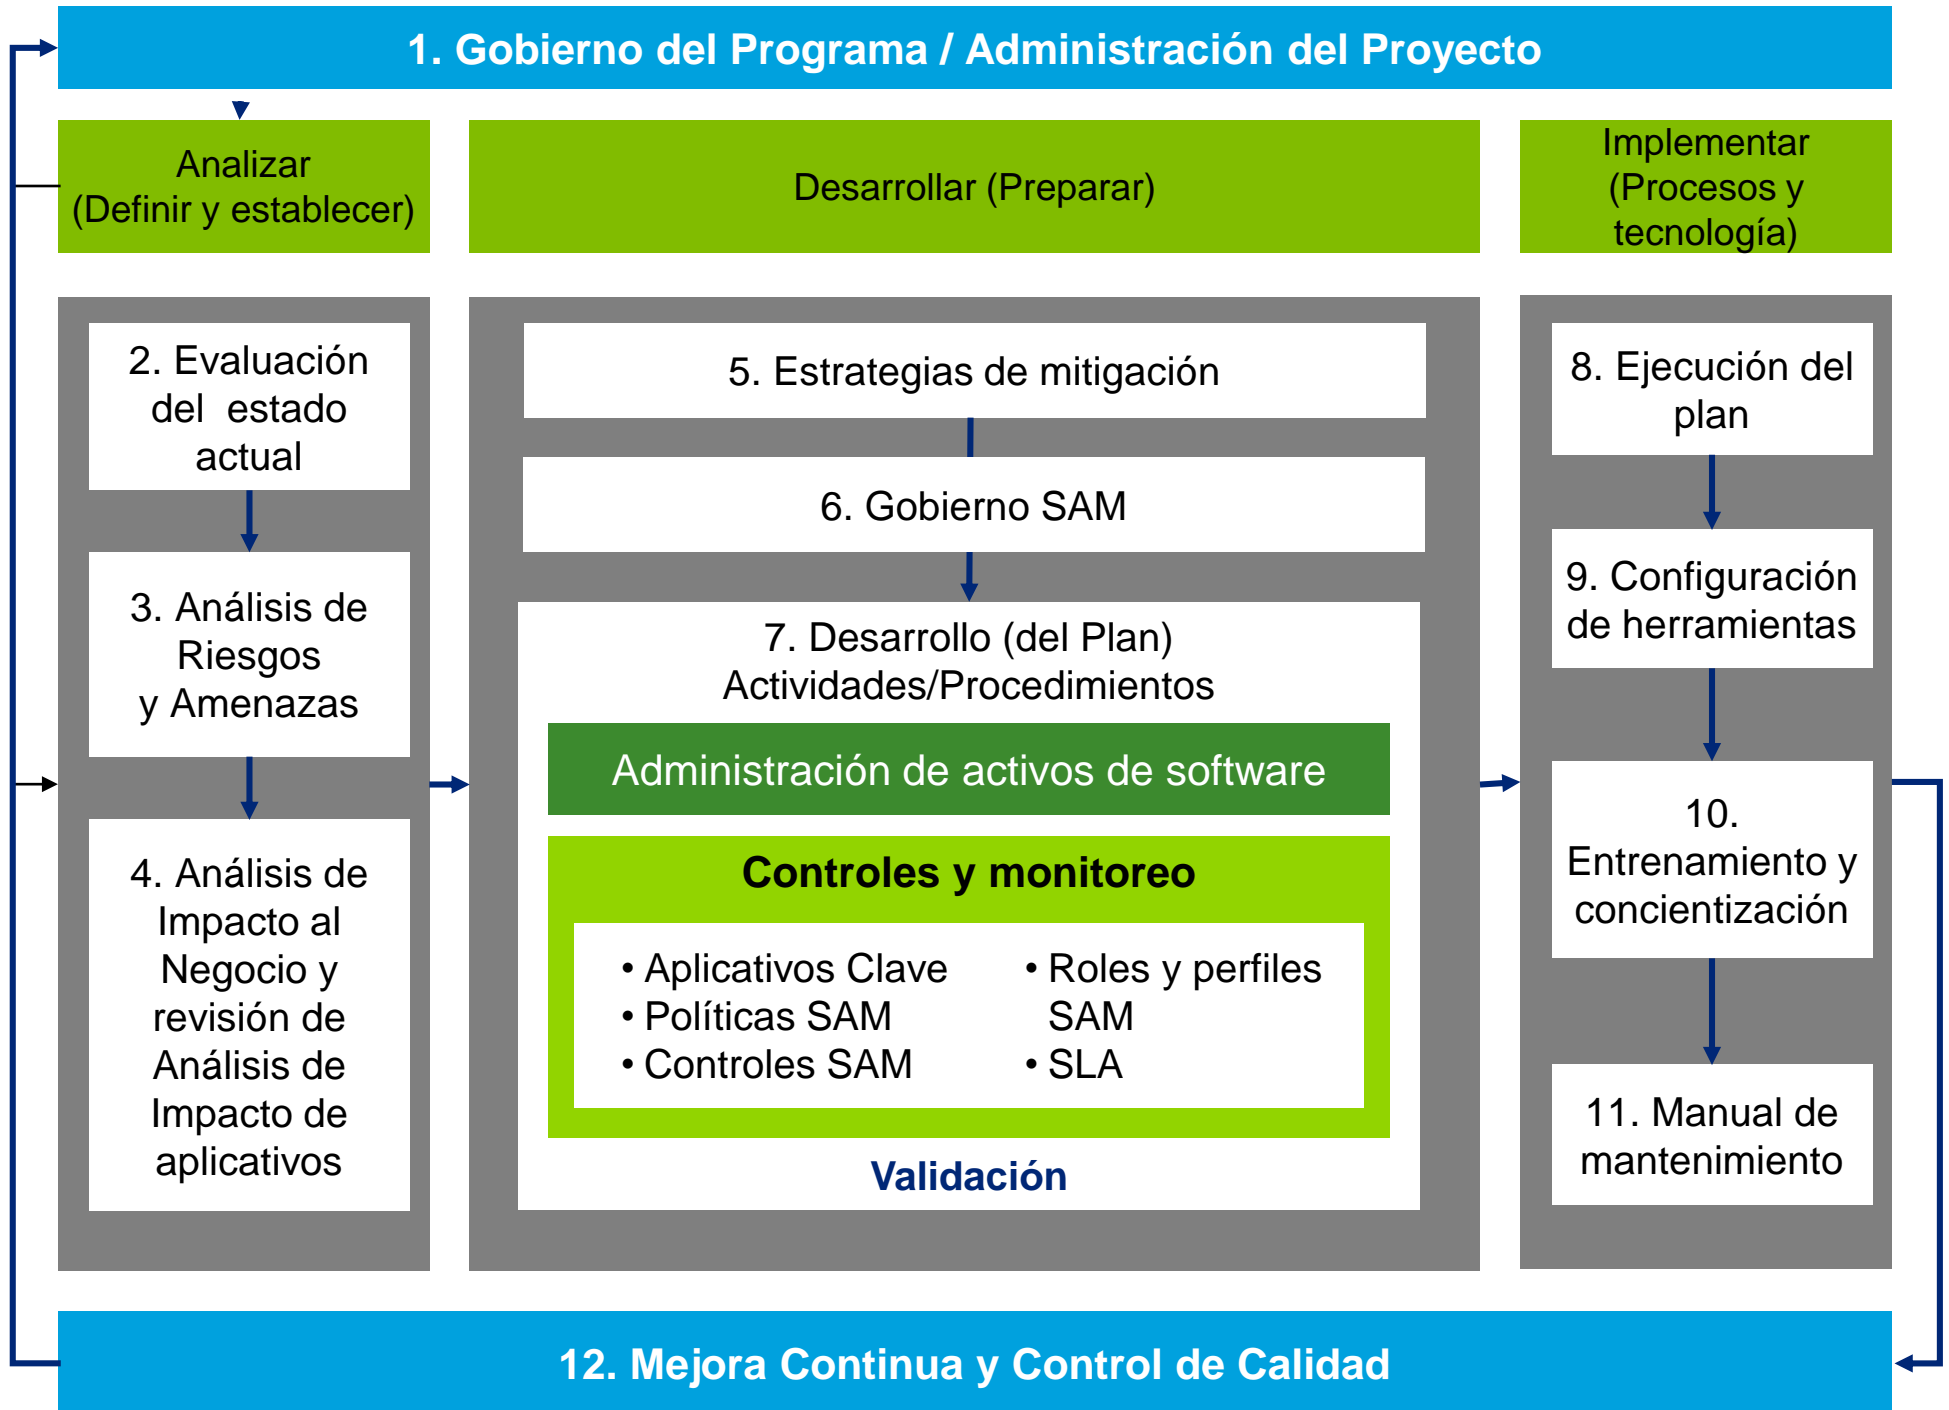 1. Gobierno del Programa / Administración del Proyecto
Analizar
(Definir y establecer)
Desarrollar (Preparar)
Implementar
(Procesos y
tecnología)
2. Evaluación
del estado
actual
3. Análisis de
Riesgos
y Amenazas
4. Análisis de
Impacto al
Negocio y
revisión de
Análisis de
Impacto de
aplicativos
5. Estrategias de mitigación
6. Gobierno SAM
7. Desarrollo (del Plan)
Actividades/Procedimientos
Administración de activos de software
Controles y monitoreo
• Aplicativos Clave
• Políticas SAM
• Controles SAM
• Roles y perfiles
SAM
• SLA
Validación
8. Ejecución del
plan
9. Configuración
de herramientas
10.
Entrenamiento y
concientización
11. Manual de
mantenimiento
12. Mejora Continua y Control de Calidad